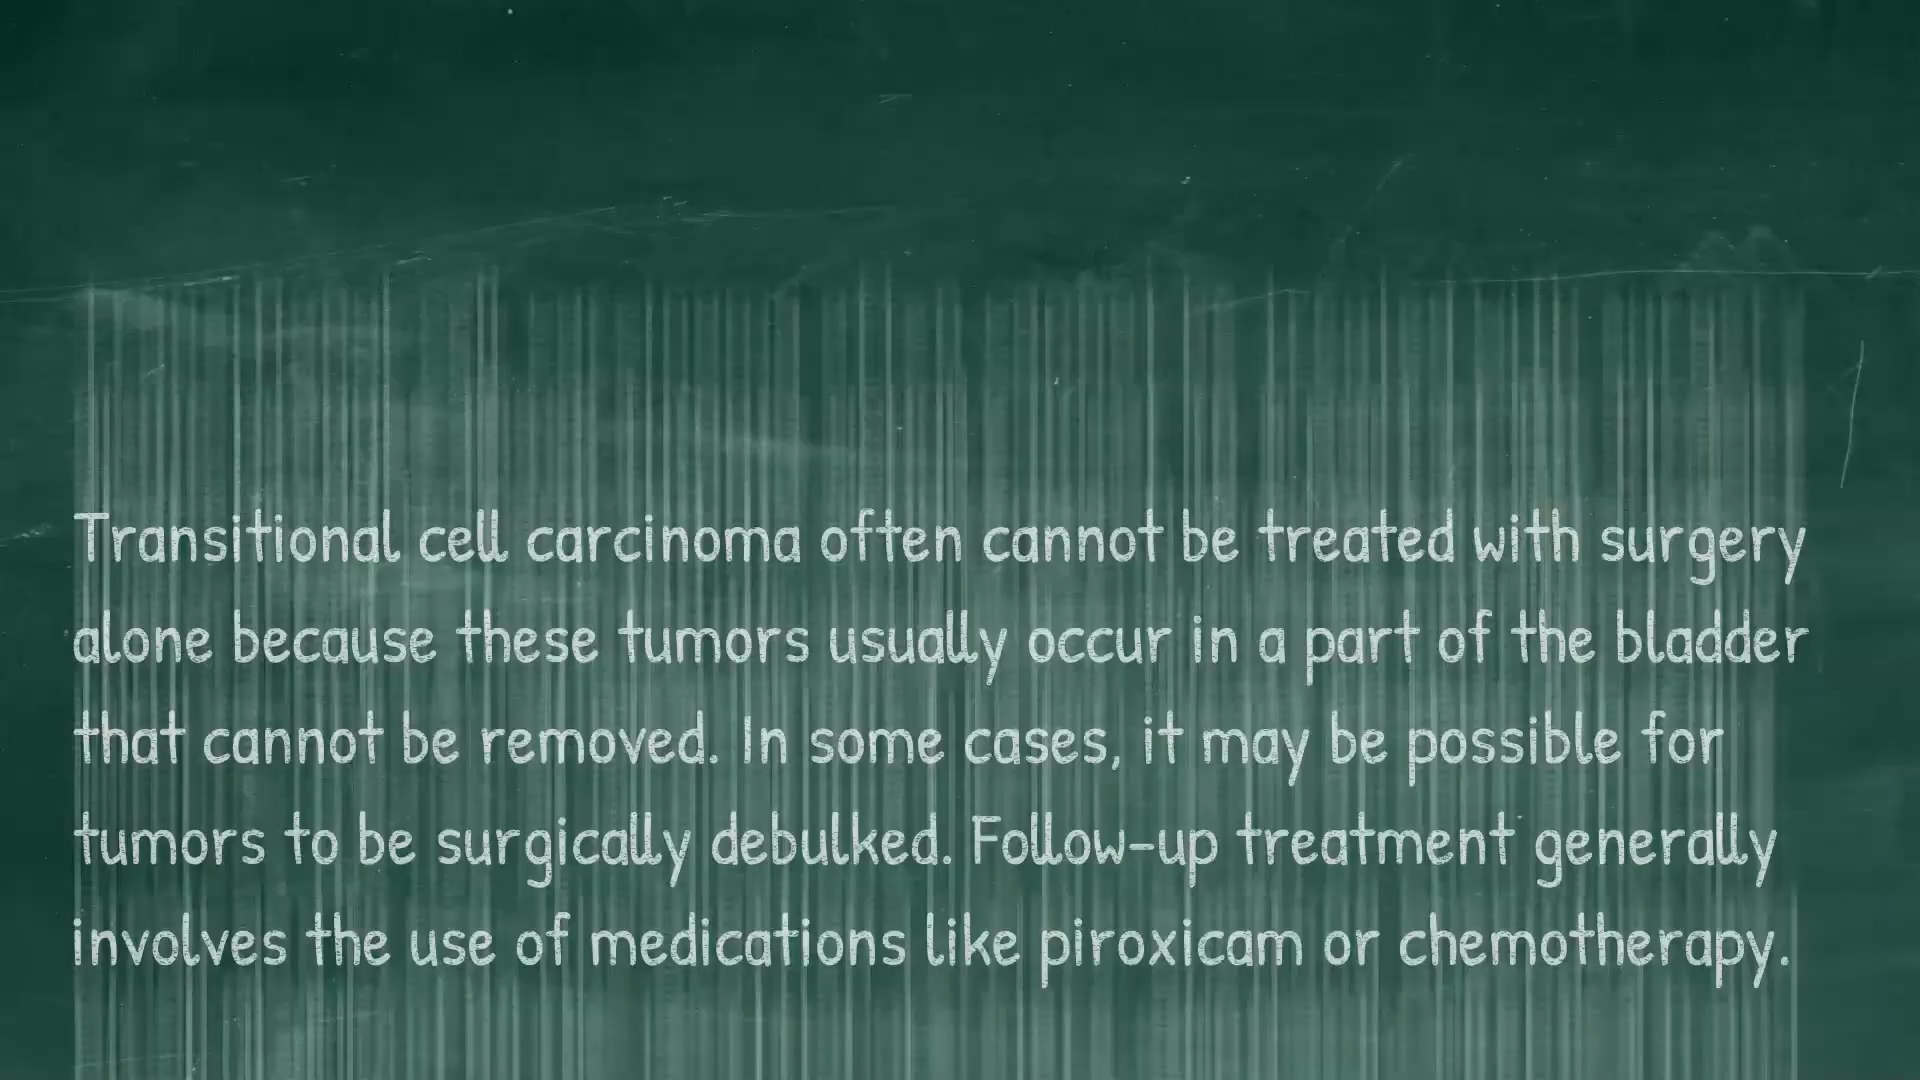 Transitional cell carcinoma often cannot be treated with surgery
alone because these tumors usually occur in a part of the bladder
that cannot be removed. In some cases, it may be possible for
tumors to be surgically debulked. Follow-up treatment generally
involves the use of medications like piroxicam or chemotherapy.